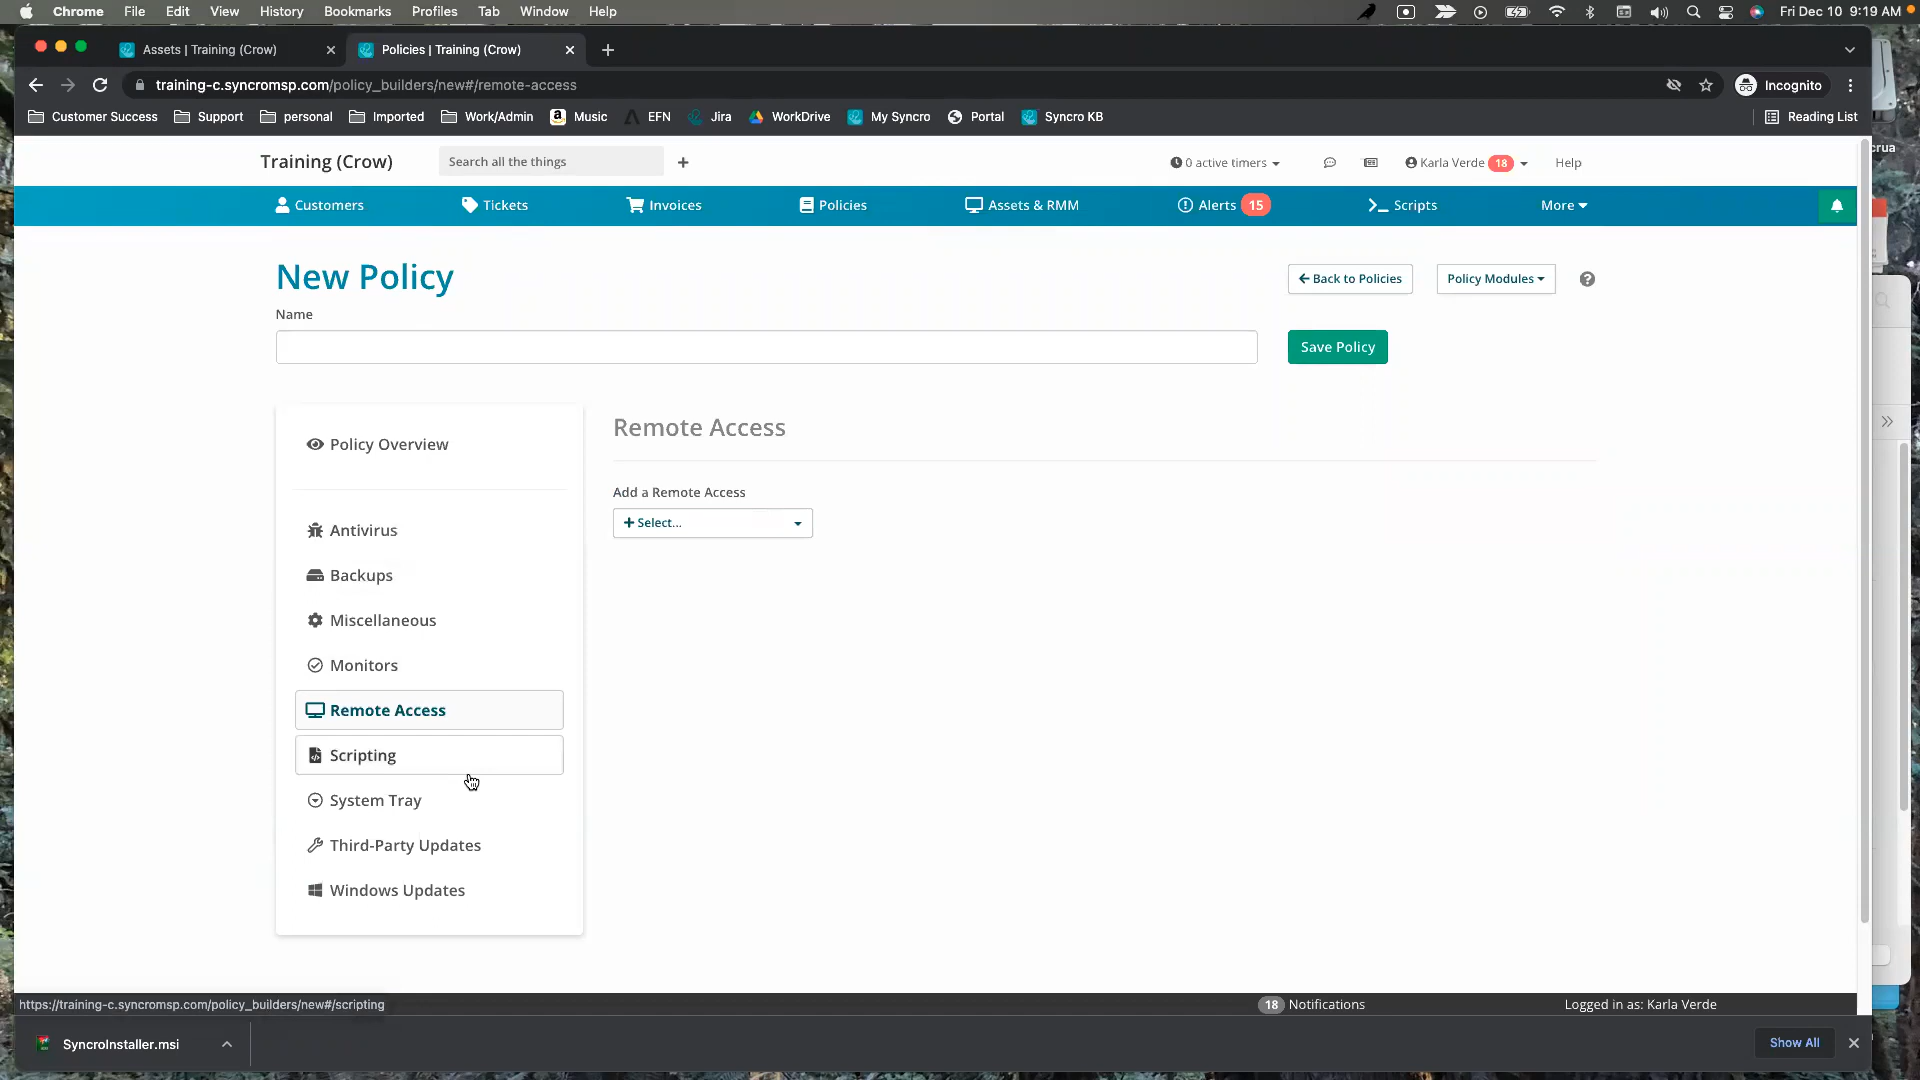 Chrome File Edit View History Bookmarks Profiles Tab Window Help Fri Dec 10 9:19 AM
Assets | Training (Crow) Policies | Training (Crow)
training-c.syncromsp.com/policy_builders/new#/remote-access Incognito
Customer Success Support personal Imported Work/Admin Music EFN Jira WorkDrive My Syncro Portal Syncro KB Reading List
Training (Crow) Search all the things 0 active timers Karla Verde 18 Help
Customers Tickets Invoices Policies Assets & RMM Alerts 15 Scripts More
New Policy
Back to Policies Policy Modules
Name
Save Policy
Policy Overview
Antivirus
Backups
Miscellaneous
Monitors
Remote Access
Scripting
System Tray
Third-Party Updates
Windows Updates
Remote Access
Add a Remote Access
Select...
https://training-c.syncromsp.com/policy_builders/new#/scripting
18 Notifications Logged in as: Karla Verde
SyncroInstaller.msi Show All